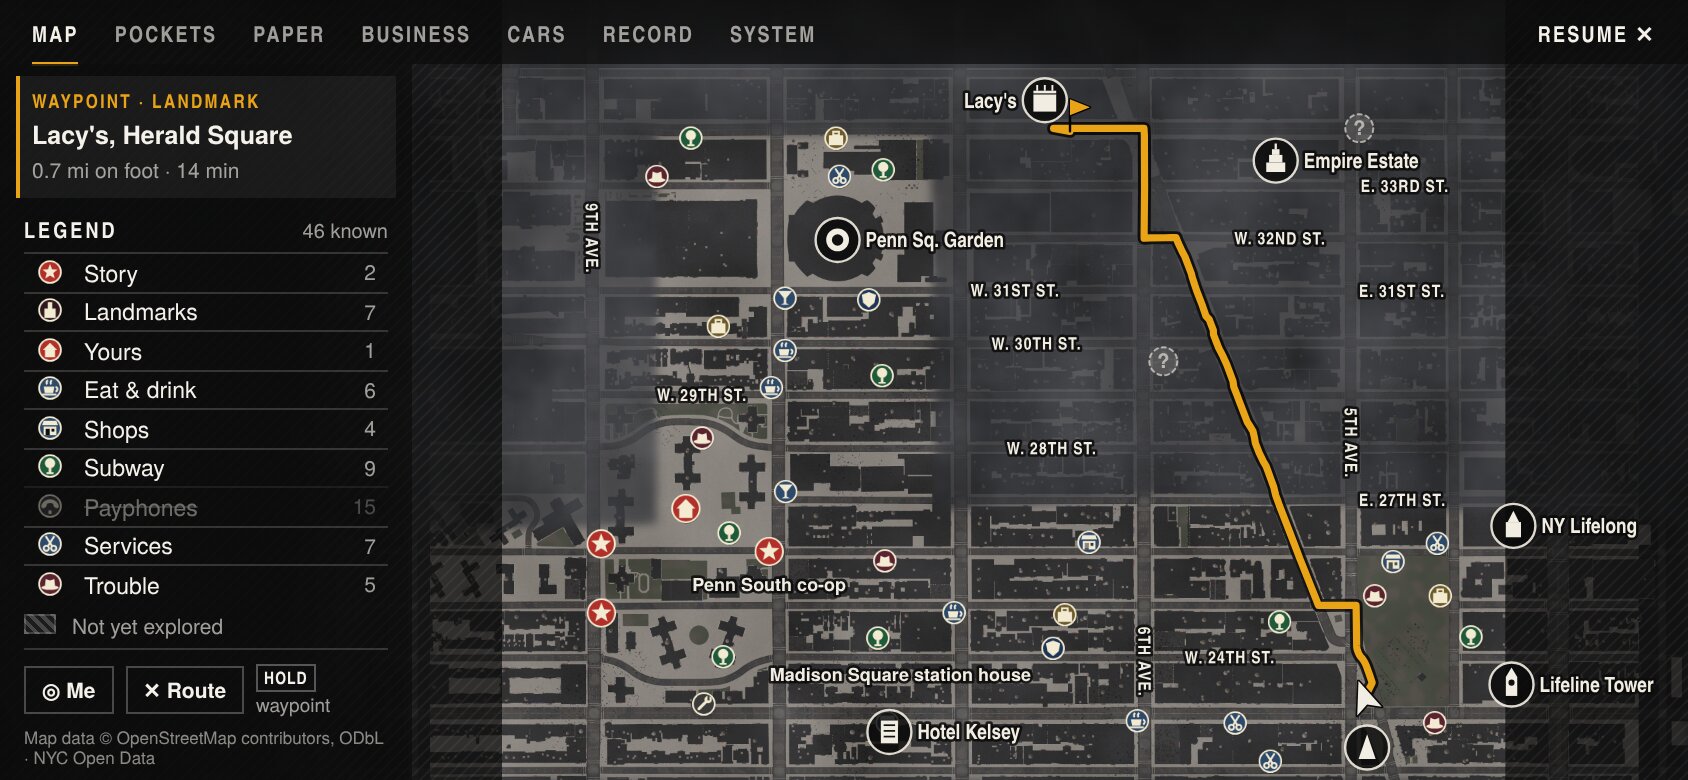 MAP POCKETS PAPER BUSINESS CARS RECORD SYSTEM RESUME ✕
WAYPOINT · LANDMARK
Lacy's, Herald Square
0.7 mi on foot · 14 min
LEGEND 46 known
Story 2
Landmarks 7
Yours 1
Eat & drink 6
Shops 4
Subway 9
Payphones 15
Services 7
Trouble 5
Not yet explored
◎ Me
✕ Route
HOLD
waypoint
Map data © OpenStreetMap contributors, ODbL
· NYC Open Data
Lacy's
?
Empire Estate
E. 33RD ST.
9TH AVE.
Penn Sq. Garden
W. 32ND ST.
W. 31ST ST.
E. 31ST ST.
W. 30TH ST.
?
W. 29TH ST.
5TH AVE.
W. 28TH ST.
E. 27TH ST.
NY Lifelong
Penn South co-op
6TH AVE.
W. 24TH ST.
Madison Square station house
Lifeline Tower
Hotel Kelsey